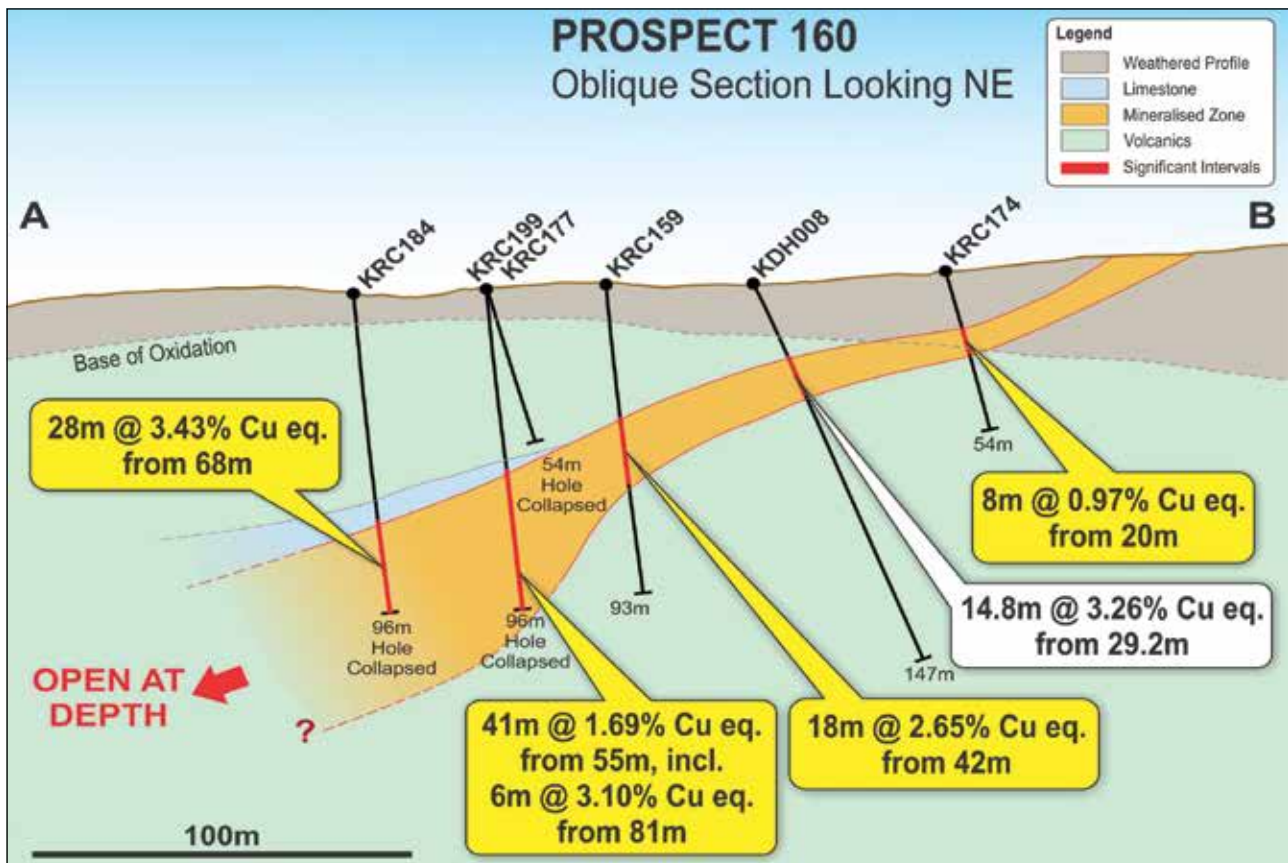 PROSPECT 160
Oblique Section Looking NE
Legend
Weathered Profile
Limestone
Mineralised Zone
Volcanics
Significant Intervals
A
B
KRC184
KRC199
KRC177
KRC159
KDH008
KRC174
Base of Oxidation
28m @ 3.43% Cu eq.
from 68m
54m
Hole
Collapsed
54m
8m @ 0.97% Cu eq.
from 20m
96m
Hole
Collapsed
96m
Hole
Collapsed
93m
147m
14.8m @ 3.26% Cu eq.
from 29.2m
OPEN AT
DEPTH
?
41m @ 1.69% Cu eq.
from 55m, incl.
6m @ 3.10% Cu eq.
from 81m
18m @ 2.65% Cu eq.
from 42m
100m